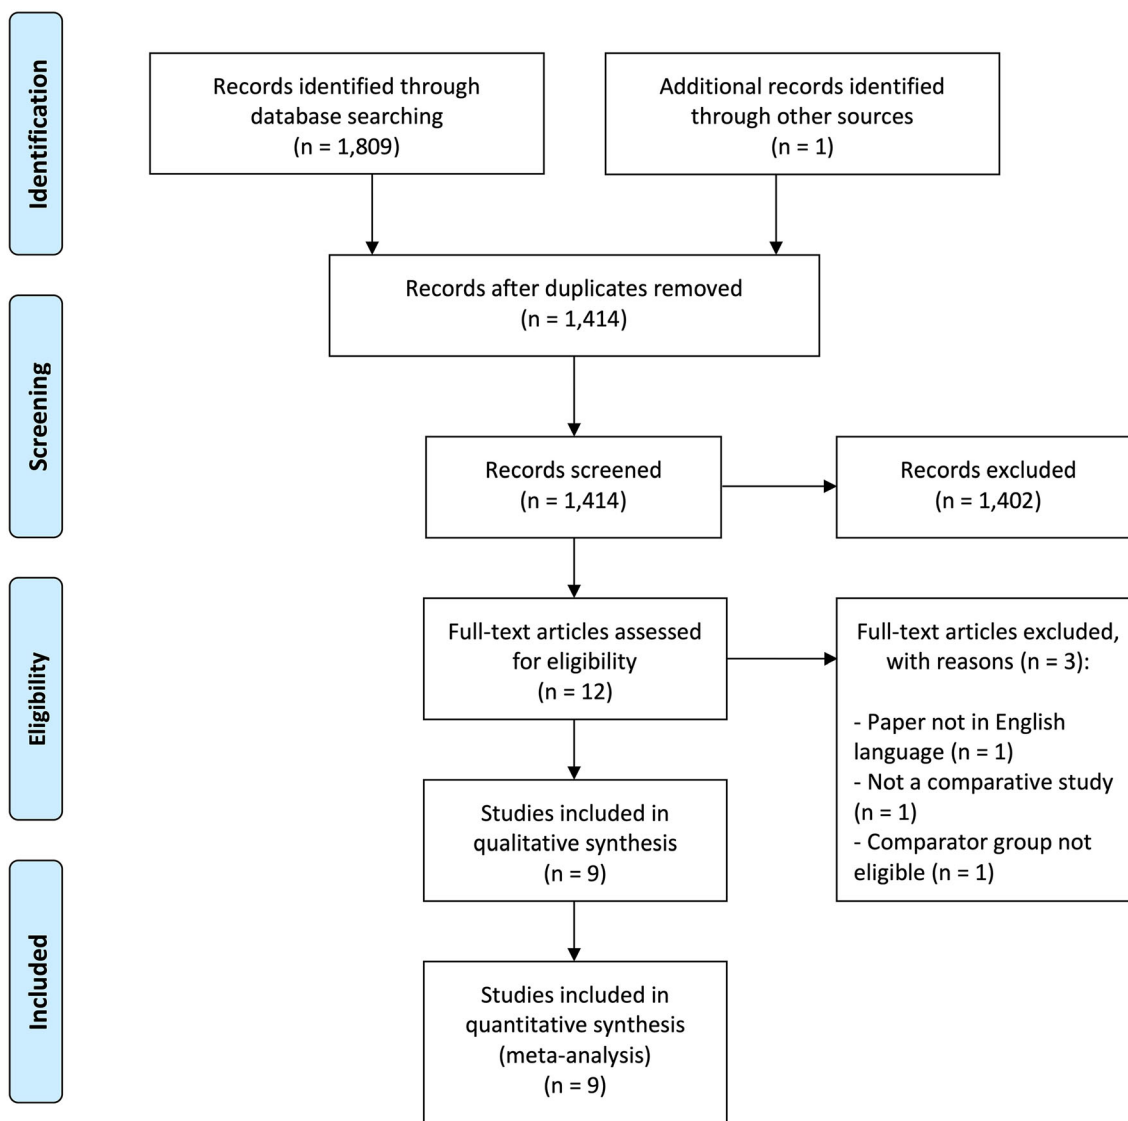 Identification
Records identified through
database searching
(n = 1,809)
Additional records identified
through other sources
(n = 1)
Records after duplicates removed
(n = 1,414)
Screening
Records screened
(n = 1,414)
Records excluded
(n = 1,402)
Eligibility
Full-text articles assessed
for eligibility
(n = 12)
Full-text articles excluded,
with reasons (n = 3):
- Paper not in English
language (n = 1)
- Not a comparative study
(n = 1)
- Comparator group not
eligible (n = 1)
Studies included in
qualitative synthesis
(n = 9)
Included
Studies included in
quantitative synthesis
(meta-analysis)
(n = 9)